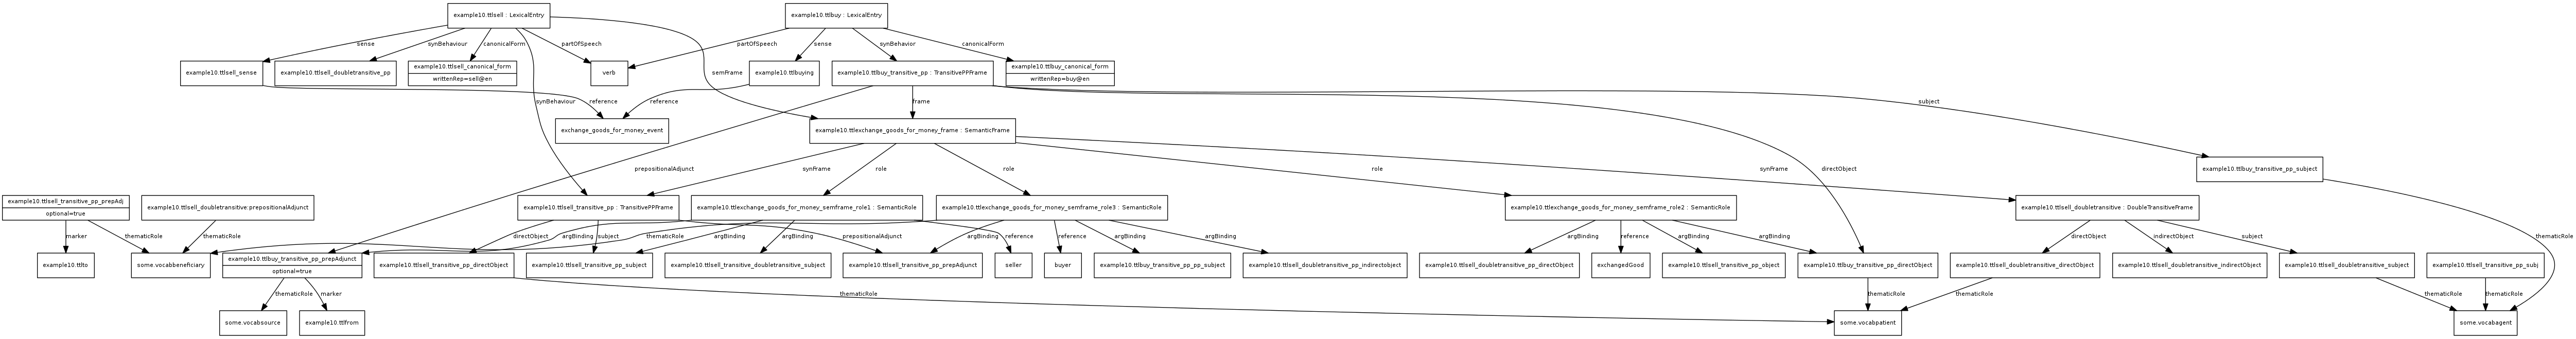 example10.ttlsell : LexicalEntry
example10.ttlbuy : LexicalEntry
sense
synBehaviour
canonicalForm
partOfSpeech
partOfSpeech
sense
synBehavior
canonicalForm
semFrame
example10.ttlsell_sense
example10.ttlsell_doubletransitive_pp
example10.ttlsell_canonical_form
writtenRep=sell@en
verb
example10.ttlbuying
example10.ttlbuy_transitive_pp : TransitivePPFrame
example10.ttlbuy_canonical_form
writtenRep=buy@en
reference
synBehaviour
reference
frame
subject
exchange_goods_for_money_event
example10.ttlexchange_goods_for_money_frame : SemanticFrame
prepositionalAdjunct
synFrame
role
role
role
synFrame
directObject
example10.ttlbuy_transitive_pp_subject
example10.ttlsell_transitive_pp_prepAdj
optional=true
example10.ttlsell_doubletransitive:prepositionalAdjunct
example10.ttlsell_transitive_pp : TransitivePPFrame
example10.ttlexchange_goods_for_money_semframe_role1 : SemanticRole
example10.ttlexchange_goods_for_money_semframe_role3 : SemanticRole
example10.ttlexchange_goods_for_money_semframe_role2 : SemanticRole
example10.ttlsell_doubletransitive : DoubleTransitiveFrame
marker
thematicRole
thematicRole
directObject
argBinding
subject
thematicRole
argBinding
argBinding
prepositionalAdjunct
argBinding
reference
reference
argBinding
argBinding
argBinding
reference
argBinding
argBinding
directObject
indirectObject
subject
thematicRole
example10.ttlto
some.vocabbeneficiary
example10.ttlbuy_transitive_pp_prepAdjunct
optional=true
example10.ttlsell_transitive_pp_directObject
example10.ttlsell_transitive_pp_subject
example10.ttlsell_transitive_doubletransitive_subject
example10.ttlsell_transitive_pp_prepAdjunct
seller
buyer
example10.ttlbuy_transitive_pp_pp_subject
example10.ttlsell_doubletransitive_pp_indirectobject
example10.ttlsell_doubletransitive_pp_directObject
exchangedGood
example10.ttlsell_transitive_pp_object
example10.ttlbuy_transitive_pp_directObject
example10.ttlsell_doubletransitive_directObject
example10.ttlsell_doubletransitive_indirectObject
example10.ttlsell_doubletransitive_subject
example10.ttlsell_transitive_pp_subj
thematicRole
marker
thematicRole
thematicRole
thematicRole
thematicRole
thematicRole
some.vocabsource
example10.ttlfrom
some.vocabpatient
some.vocabagent